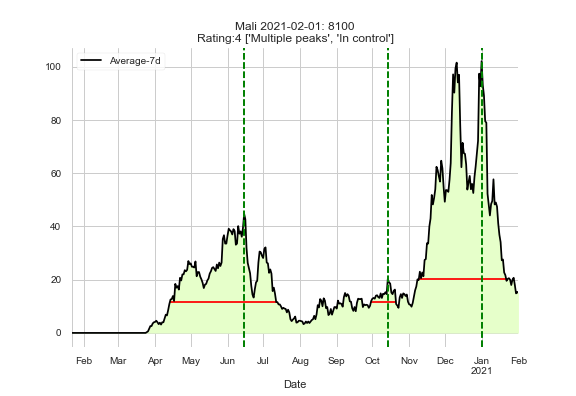 Mali 2021-02-01: 8100
Rating:4 ['Multiple peaks', 'In control']
Average-7d
100
80
60
40
20
0
Feb Mar Apr May Jun Jul Aug Sep Oct Nov Dec Jan Feb
2021
Date